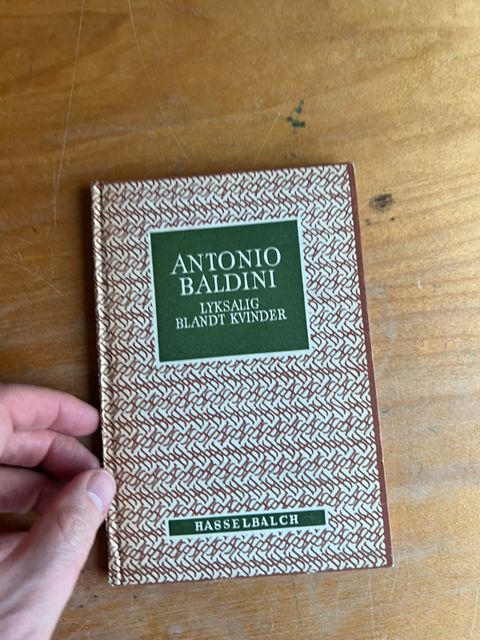 ANTONIO
BALDINI
LYKSALIG
BLANDT KVINDER
HASSELBALCH